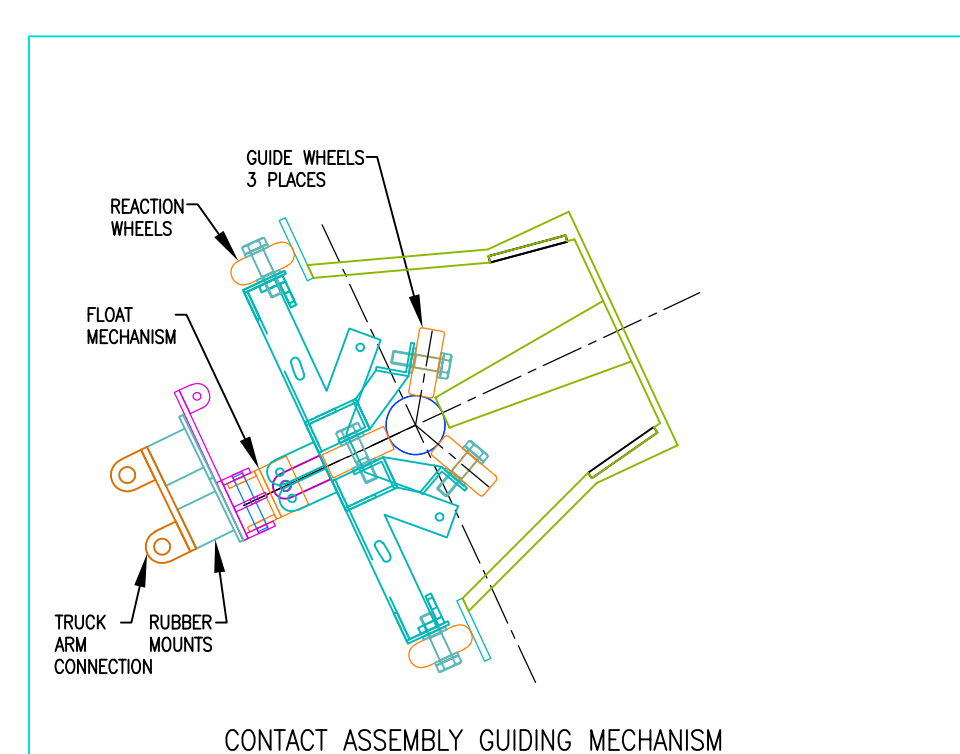 GUIDE WHEELS
3 PLACES
REACTION
WHEELS
FLOAT
MECHANISM
TRUCK
ARM
CONNECTION
RUBBER
MOUNTS
CONTACT ASSEMBLY GUIDING MECHANISM